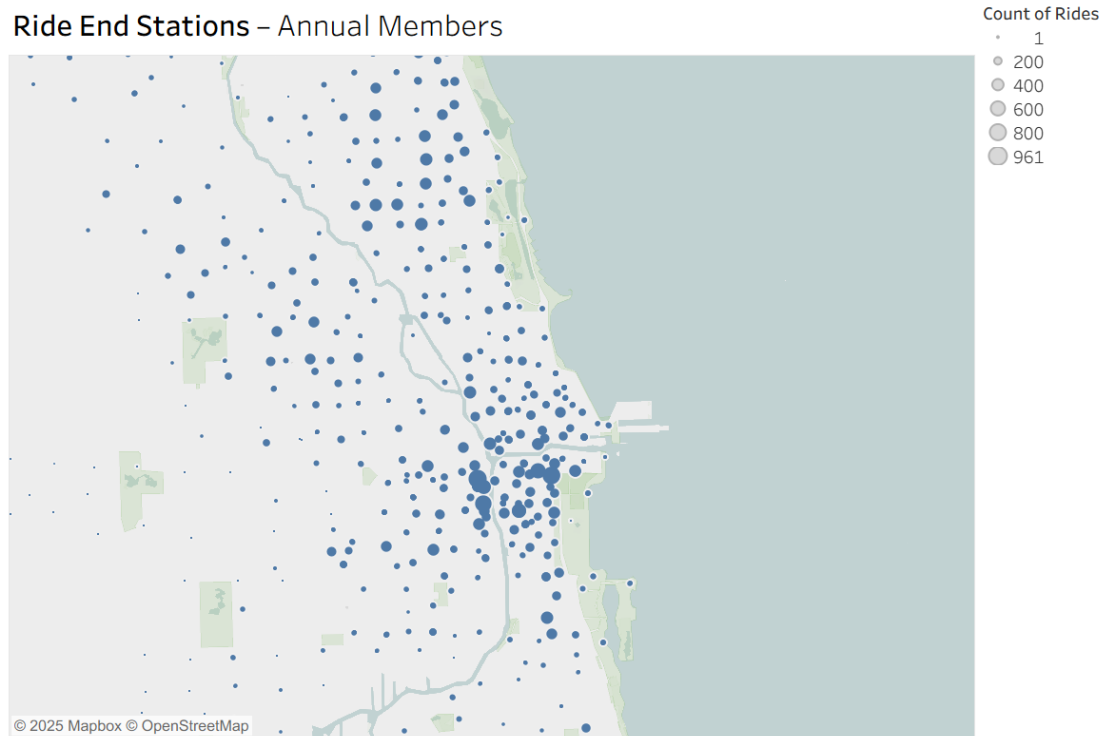 Ride End Stations – Annual Members
Count of Rides
1
200
400
600
800
961
© 2025 Mapbox © OpenStreetMap